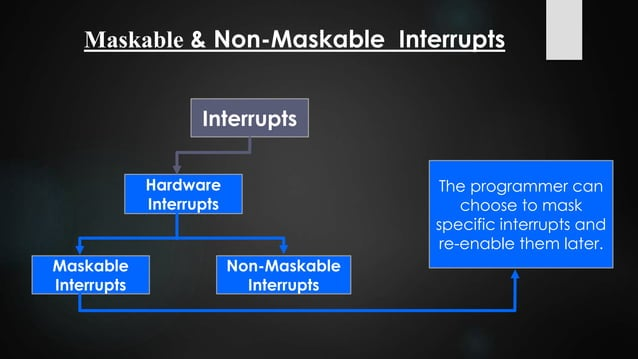 Maskable & Non-Maskable Interrupts
Interrupts
Hardware
Interrupts
The programmer can
choose to mask
specific interrupts and
re-enable them later.
Maskable
Interrupts
Non-Maskable
Interrupts